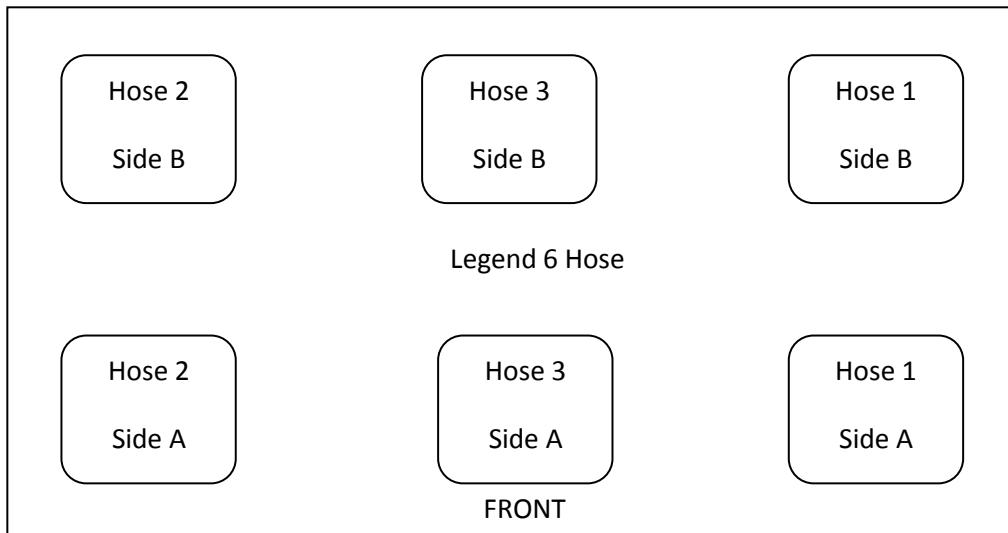 Hose 2
Side B
Hose 3
Side B
Hose 1
Side B
Legend 6 Hose
Hose 2
Side A
Hose 3
Side A
Hose 1
Side A
FRONT